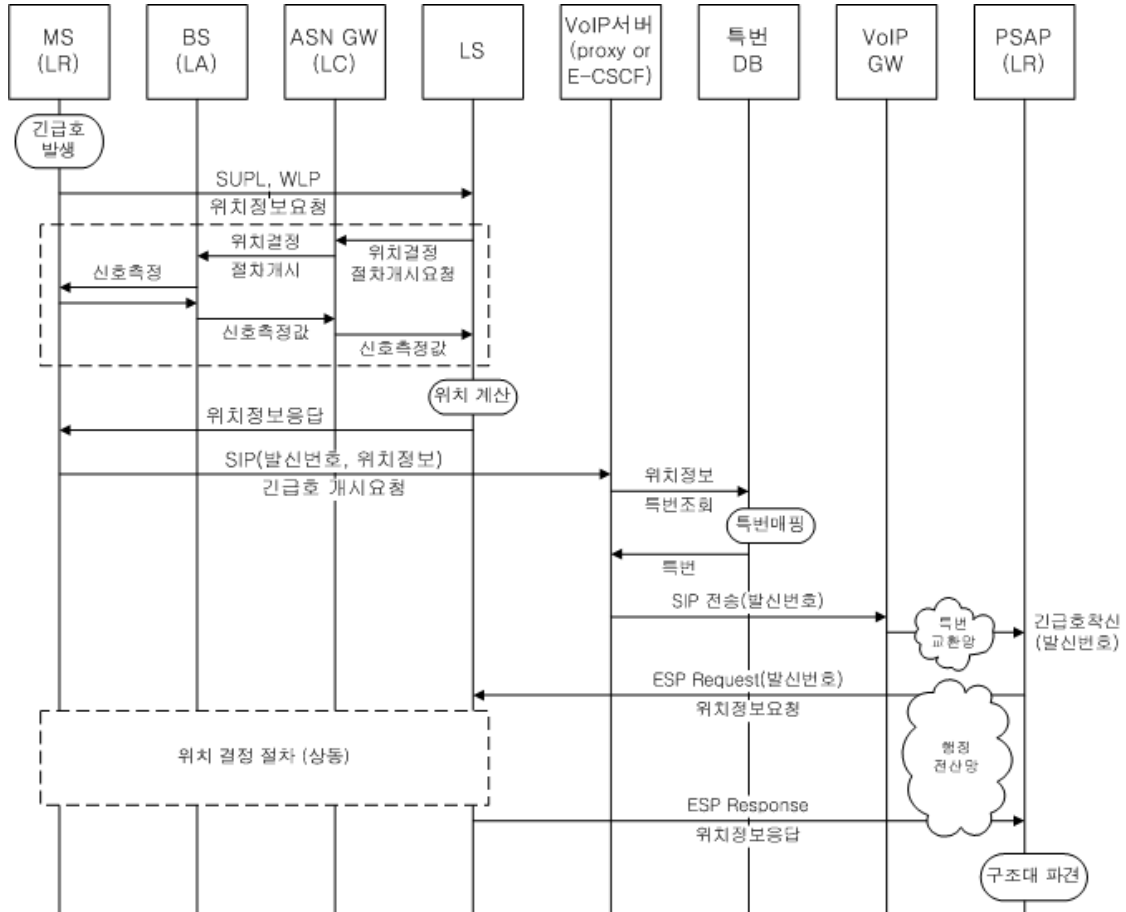 MS
(LR)
BS
(LA)
ASN GW
(LC)
LS
VoIP서버
(proxy or
E-CSCF)
특번
DB
VoIP
GW
PSAP
(LR)
긴급호
발생
SUPL, WLP
위치정보요청
위치결정
절차개시
위치결정
절차개시요청
신호측정
신호측정값
신호측정값
위치 계산
위치정보응답
SIP(발신번호, 위치정보)
긴급호 개시요청
위치정보
특번조회
특번매핑
특번
SIP 전송(발신번호)
특번
교환망
긴급호착신
(발신번호)
ESP Request(발신번호)
위치정보요청
위치 결정 절차 (상동)
행정
전산망
ESP Response
위치정보응답
구조대 파견